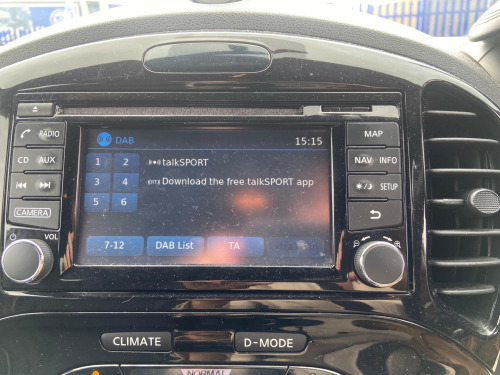 DAB 15:15
RADIO
MAP
CD AUX
1 2
talkSPORT
NAV INFO
3 4
Download the free talkSPORT app
SETUP
5 6
CAMERA
VOL
7-12 DAB List TA
CLIMATE D-MODE
NORMAL